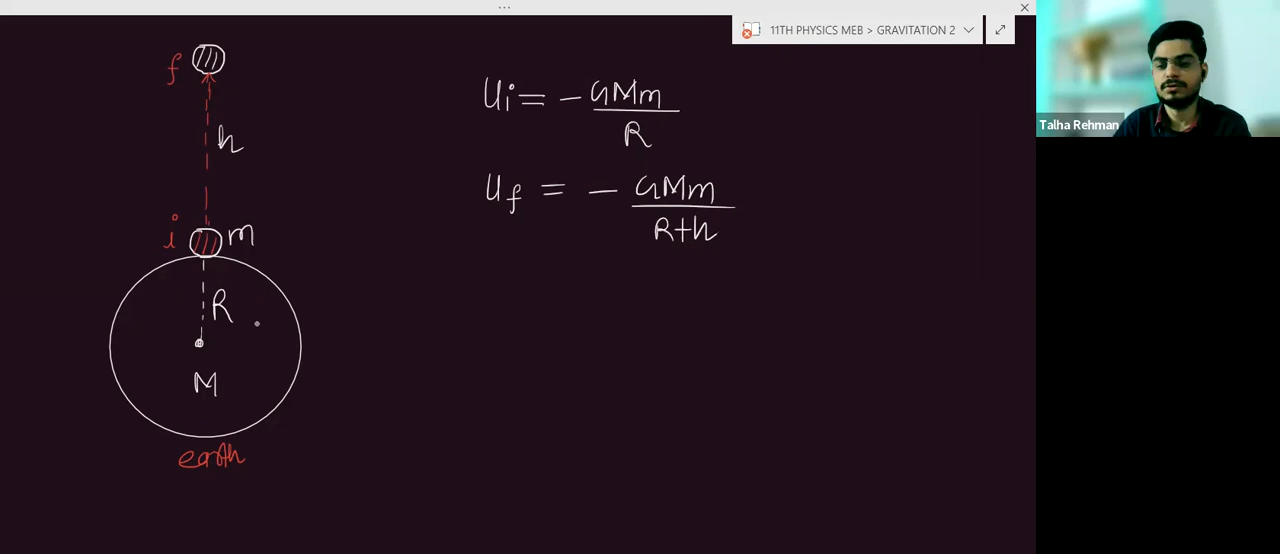 11TH PHYSICS MEB > GRAVITATION 2
Talha Rehman
f
h
i
m
R
M
earth
Ui = - GMm
R
Uf = - GMm
R+h